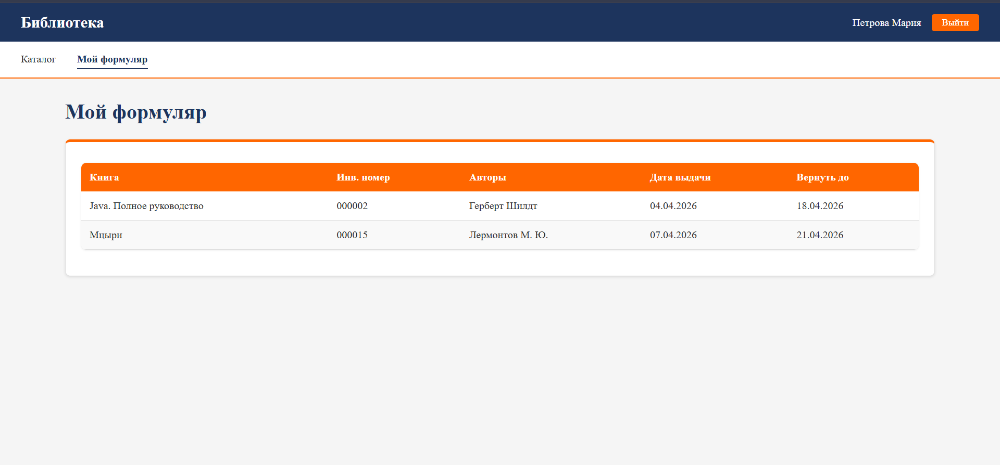 Библиотека
Петрова Мария Выйти
Каталог Мой формуляр
Мой формуляр
Книга Инв. номер Авторы Дата выдачи Вернуть до
Java. Полное руководство 000002 Герберт Шилдт 04.04.2026 18.04.2026
Мцыри 000015 Лермонтов М. Ю. 07.04.2026 21.04.2026